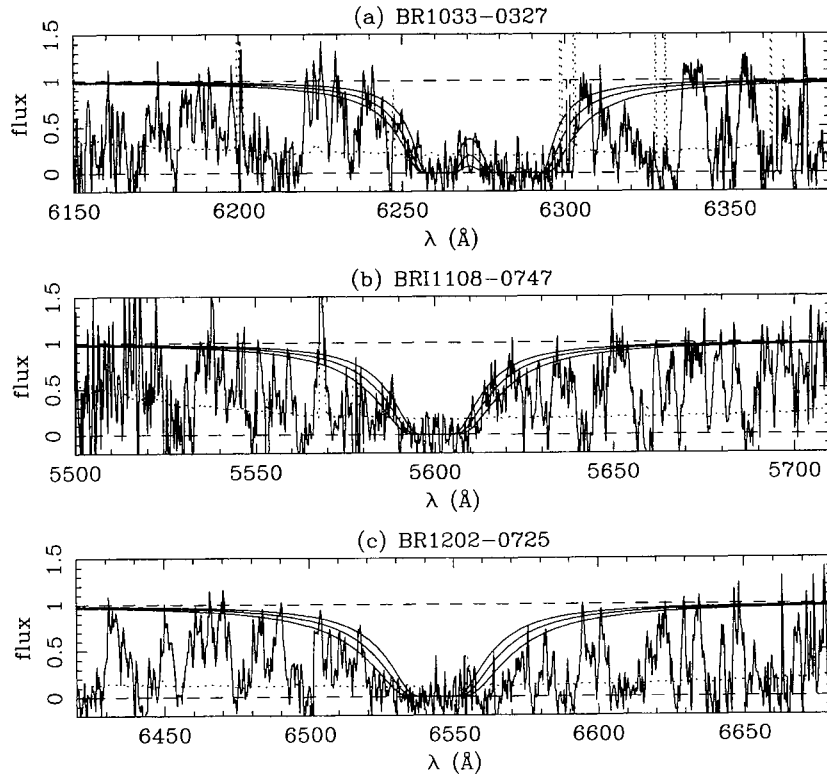 (a) BR1033−0327
1.5
1
0.5
0
flux
6150 6200 6250 6300 6350
λ (Å)
(b) BRI1108−0747
1.5
1
0.5
0
flux
5500 5550 5600 5650 5700
λ (Å)
(c) BR1202−0725
1.5
1
0.5
0
flux
6450 6500 6550 6600 6650
λ (Å)